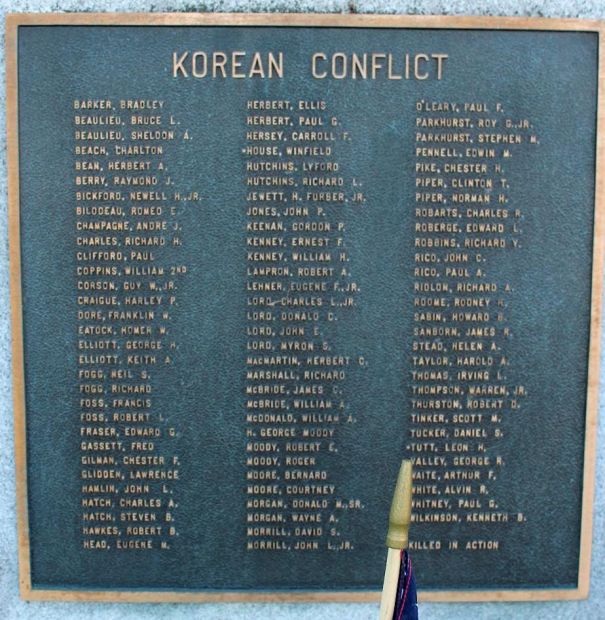 KOREAN CONFLICT
BARKER, BRADLEY
BEAULIEU, BRUCE L.
BEAULIEU, SHELDON A.
BEACH, CHARLTON
BEAN, HERBERT A.
BERRY, RAYMOND J.
BICKFORD, NEWELL H., JR.
BILODEAU, ROMEO E.
CHAMPAGNE, ANDRE J.
CHARLES, RICHARD H.
CLIFFORD, PAUL
COPPINS, WILLIAM 2ND
CORSON, GUY W., JR.
CRAIGUE, HARLEY P.
DORE, FRANKLIN W.
EATOCK, HOMER W.
ELLIOTT, GEORGE H.
ELLIOTT, KEITH A.
FOGG, NEIL S.
FOGG, RICHARD
FOSS, FRANCIS
FOSS, ROBERT L.
FRASER, EDWARD G.
GASSETT, FRED
GILMAN, CHESTER F.
GLIDDEN, LAWRENCE
HAMLIN, JOHN L.
HATCH, CHARLES A.
HATCH, STEVEN B.
HAWKES, ROBERT B.
HEAD, EUGENE M.
HERBERT, ELLIS
HERBERT, PAUL G.
HERSEY, CARROLL F.
*HOUSE, WINFIELD
HUTCHINS, LYFORD
HUTCHINS, RICHARD L.
JEWETT, H. FURBER, JR.
JONES, JOHN P.
KEENAN, GORDON P.
KENNEY, ERNEST F.
KENNEY, WILLIAM H.
LAMPRON, ROBERT A.
LEHNER, EUGENE F., JR.
LORD, CHARLES L., JR.
LORD, DONALD C.
LORD, JOHN E.
LORD, MYRON S.
MACMARTIN, HERBERT C.
MARSHALL, RICHARD
McBRIDE, JAMES C.
McBRIDE, WILLIAM A.
McDONALD, WILLIAM A.
H. GEORGE MOODY
MOODY, ROBERT E.
MOODY, ROGER
MOORE, BERNARD
MOORE, COURTNEY
MORGAN, DONALD M., SR.
MORGAN, WAYNE A.
MORRILL, DAVID S.
MORRILL, JOHN L., JR.
O'LEARY, PAUL F.
PARKHURST, ROY G., JR.
PARKHURST, STEPHEN M.
PENNELL, EDWIN M.
PIKE, CHESTER H.
PIPER, CLINTON T.
PIPER, NORMAN H.
ROBARTS, CHARLES R.
ROBERGE, EDWARD L.
ROBBINS, RICHARD V.
RICO, JOHN C.
RICO, PAUL A.
RIDLON, RICHARD A.
ROOME, RODNEY H.
SABIN, HOWARD B.
SANBORN, JAMES R.
STEAD, HELEN A.
TAYLOR, HAROLD A.
THOMAS, IRVING L.
THOMPSON, WARREN, JR.
THURSTON, ROBERT D.
TINKER, SCOTT M.
TUCKER, DANIEL S.
*TUTT, LEON H.
VALLEY, GEORGE R.
WAITE, ARTHUR F.
WHITE, ALVIN R.
WHITNEY, PAUL G.
WILKINSON, KENNETH B.
KILLED IN ACTION